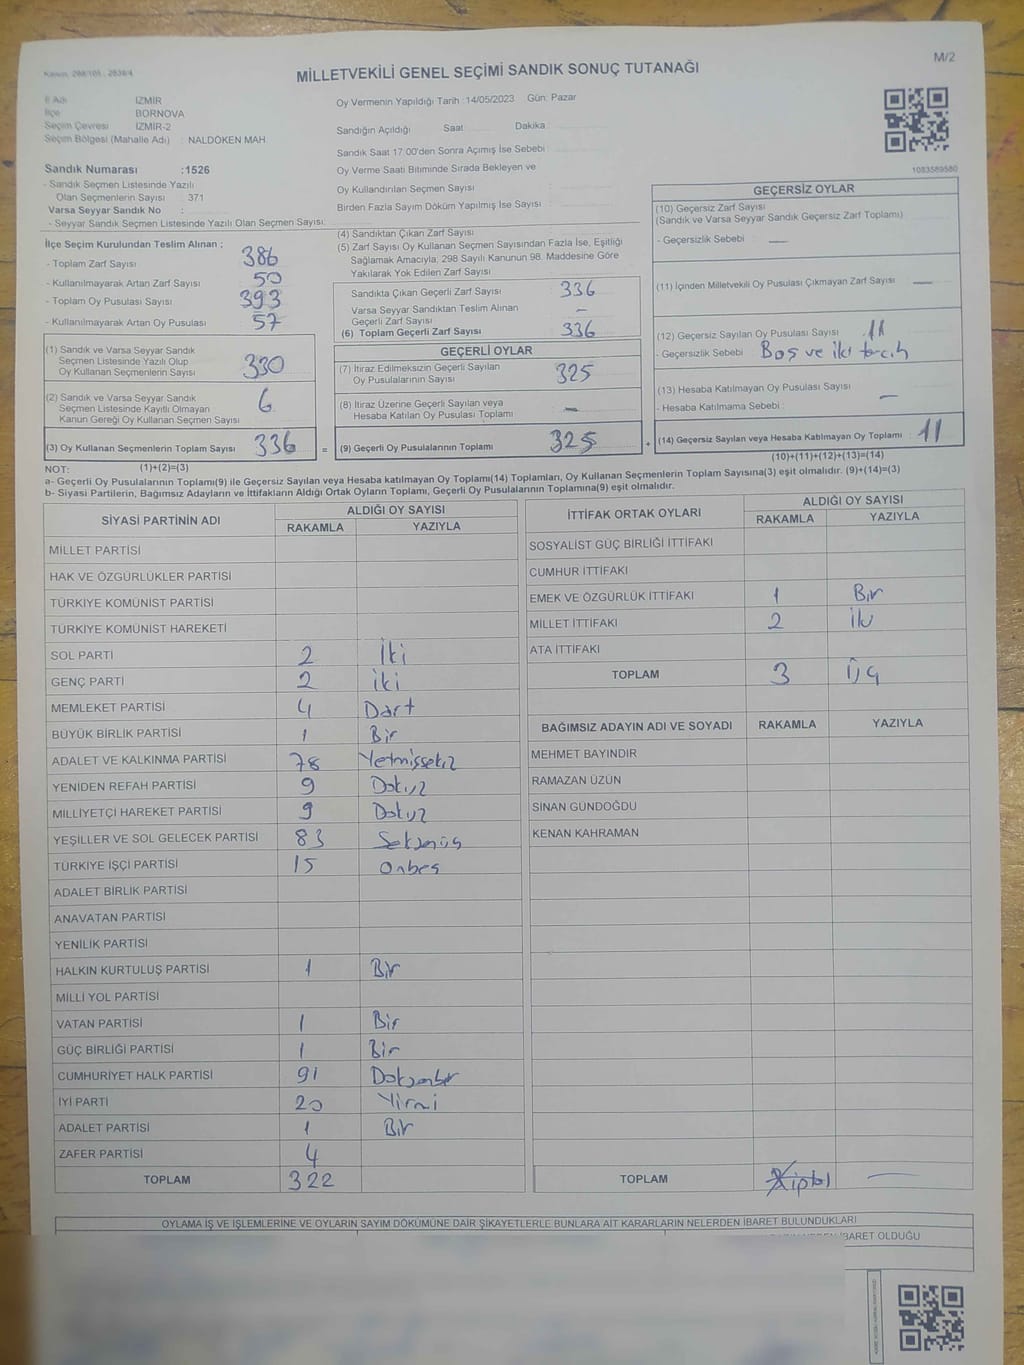 Kanun, 298/105 , 2839/4
M/2
MİLLETVEKİLİ GENEL SEÇİMİ SANDIK SONUÇ TUTANAĞI
İl Adı İZMİR
İlçe BORNOVA
Seçim Çevresi İZMİR-2
Seçim Bölgesi (Mahalle Adı) : NALDÖKEN MAH
Sandık Numarası :1526
- Sandık Seçmen Listesinde Yazılı
Olan Seçmenlerin Sayısı : 371
Varsa Seyyar Sandık No :
- Seyyar Sandık Seçmen Listesinde Yazılı Olan Seçmen Sayısı:
Oy Vermenin Yapıldığı Tarih :14/05/2023 Gün: Pazar
Sandığın Açıldığı Saat Dakika
Sandık Saat 17:00'den Sonra Açımış İse Sebebi :
Oy Verme Saati Bitiminde Sırada Bekleyen ve
Oy Kullandırılan Seçmen Sayısı :
Birden Fazla Sayım Döküm Yapılmış İse Sayısı :
1083589580
İlçe Seçim Kurulundan Teslim Alınan :
- Toplam Zarf Sayısı 386
- Kullanılmayarak Artan Zarf Sayısı 50
- Toplam Oy Pusulası Sayısı 393
- Kullanılmayarak Artan Oy Pusulası 57
(4) Sandıktan Çıkan Zarf Sayısı
(5) Zarf Sayısı Oy Kullanan Seçmen Sayısından Fazla İse, Eşitliği
Sağlamak Amacıyla, 298 Sayılı Kanunun 98. Maddesine Göre
Yakılarak Yok Edilen Zarf Sayısı
Sandıkta Çıkan Geçerli Zarf Sayısı 336
Varsa Seyyar Sandıktan Teslim Alınan
Geçerli Zarf Sayısı —
(6) Toplam Geçerli Zarf Sayısı 336
GEÇERSİZ OYLAR
(10) Geçersiz Zarf Sayısı
(Sandık ve Varsa Seyyar Sandık Geçersiz Zarf Toplamı)
- Geçersizlik Sebebi : —
(11) İçinden Milletvekili Oy Pusulası Çıkmayan Zarf Sayısı : —
(12) Geçersiz Sayılan Oy Pusulası Sayısı : 11
- Geçersizlik Sebebi Boş ve iki tercih
(13) Hesaba Katılmayan Oy Pusulası Sayısı —
- Hesaba Katılmama Sebebi :
(14) Geçersiz Sayılan veya Hesaba Katılmayan Oy Toplamı 11
(10)+(11)+(12)+(13)=(14)
(1) Sandık ve Varsa Seyyar Sandık
Seçmen Listesinde Yazılı Olup
Oy Kullanan Seçmenlerin Sayısı 330
(2) Sandık ve Varsa Seyyar Sandık
Seçmen Listesinde Kayıtlı Olmayan
Kanun Gereği Oy Kullanan Seçmen Sayısı 6
(3) Oy Kullanan Seçmenlerin Toplam Sayısı 336 =
GEÇERLİ OYLAR
(7) İtiraz Edilmeksizin Geçerli Sayılan
Oy Pusulalarının Sayısı 325
(8) İtiraz Üzerine Geçerli Sayılan veya
Hesaba Katılan Oy Pusulası Toplamı —
(9) Geçerli Oy Pusulalarının Toplamı 325 +
NOT: (1)+(2)=(3)
a- Geçerli Oy Pusulalarının Toplamı(9) ile Geçersiz Sayılan veya Hesaba katılmayan Oy Toplamı(14) Toplamları, Oy Kullanan Seçmenlerin Toplam Sayısına(3) eşit olmalıdır. (9)+(14)=(3)
b- Siyasi Partilerin, Bağımsız Adayların ve İttifakların Aldığı Ortak Oyların Toplamı, Geçerli Oy Pusulalarının Toplamına(9) eşit olmalıdır.
SİYASİ PARTİNİN ADI ALDIĞI OY SAYISI
RAKAMLA YAZIYLA
MİLLET PARTİSİ
HAK VE ÖZGÜRLÜKLER PARTİSİ
TÜRKİYE KOMÜNİST PARTİSİ
TÜRKİYE KOMÜNİST HAREKETİ
SOL PARTİ 2 İki
GENÇ PARTİ 2 İki
MEMLEKET PARTİSİ 4 Dört
BÜYÜK BİRLİK PARTİSİ 1 Bir
ADALET VE KALKINMA PARTİSİ 78 Yetmişsekiz
YENİDEN REFAH PARTİSİ 9 Dokuz
MİLLİYETÇİ HAREKET PARTİSİ 9 Dokuz
YEŞİLLER VE SOL GELECEK PARTİSİ 83
TÜRKİYE İŞÇİ PARTİSİ 15 Onbeş
ADALET BİRLİK PARTİSİ
ANAVATAN PARTİSİ
YENİLİK PARTİSİ
HALKIN KURTULUŞ PARTİSİ 1 Bir
MİLLİ YOL PARTİSİ
VATAN PARTİSİ 1 Bir
GÜÇ BİRLİĞİ PARTİSİ 1 Bir
CUMHURİYET HALK PARTİSİ 91 Doksanbir
İYİ PARTİ 20 Yirmi
ADALET PARTİSİ 1 Bir
ZAFER PARTİSİ 4
TOPLAM 322
İTTİFAK ORTAK OYLARI ALDIĞI OY SAYISI
RAKAMLA YAZIYLA
SOSYALİST GÜÇ BİRLİĞİ İTTİFAKI
CUMHUR İTTİFAKI
EMEK VE ÖZGÜRLÜK İTTİFAKI 1 Bir
MİLLET İTTİFAKI 2 İki
ATA İTTİFAKI
TOPLAM 3 Üç
BAĞIMSIZ ADAYIN ADI VE SOYADI RAKAMLA YAZIYLA
MEHMET BAYINDIR
RAMAZAN ÜZÜN
SİNAN GÜNDOĞDU
KENAN KAHRAMAN
TOPLAM iptal —
OYLAMA İŞ VE İŞLEMLERİNE VE OYLARIN SAYIM DÖKÜMÜNE DAİR ŞİKAYETLERLE BUNLARA AİT KARARLARIN NELERDEN İBARET BULUNDUKLARI
İBARET OLDUĞU